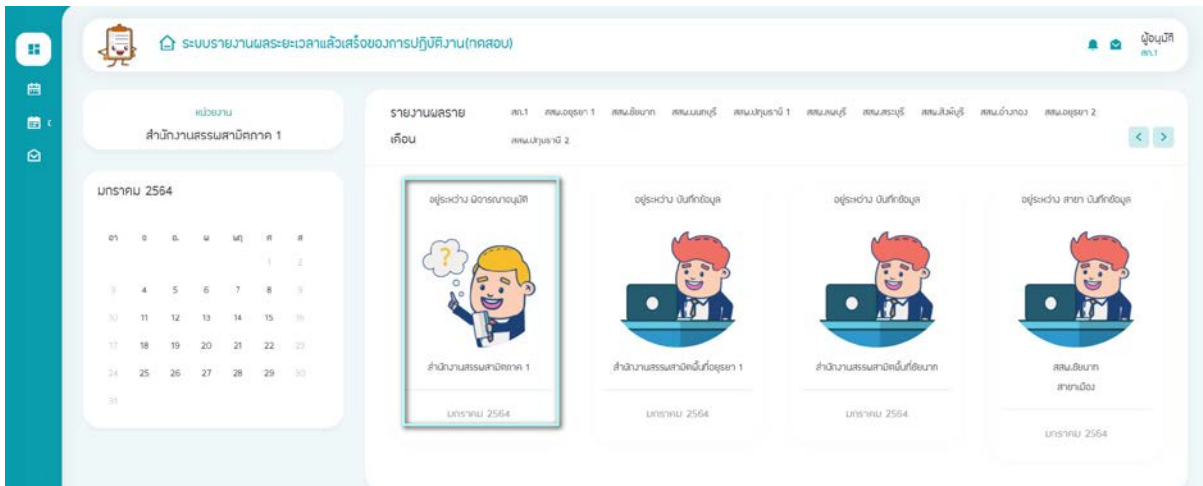 ระบบรายงานผลระยะเวลาแล้วเสร็จของการปฏิบัติงาน(ทดสอบ)
ผู้อนุมัติ
สภ.1
หน่วยงาน
สำนักงานสรรพสามิตภาค 1
มกราคม 2564
อา จ อ. พ พฤ ศ ส
1 2
3 4 5 6 7 8 9
10 11 12 13 14 15 16
17 18 19 20 21 22 23
24 25 26 27 28 29 30
31
รายงานผลราย
เดือน
สภ.1 สสพ.อยุธยา 1 สสพ.ชัยนาท สสพ.นนทบุรี สสพ.ปทุมธานี 1 สสพ.ลพบุรี สสพ.สระบุรี สสพ.สิงห์บุรี สสพ.อ่างทอง สสพ.อยุธยา 2
สสพ.ปทุมธานี 2
อยู่ระหว่าง พิจารณาอนุมัติ
?
สำนักงานสรรพสามิตภาค 1
มกราคม 2564
อยู่ระหว่าง บันทึกข้อมูล
สำนักงานสรรพสามิตพื้นที่อยุธยา 1
มกราคม 2564
อยู่ระหว่าง บันทึกข้อมูล
สำนักงานสรรพสามิตพื้นที่ชัยนาท
มกราคม 2564
อยู่ระหว่าง สาขา บันทึกข้อมูล
สสพ.ชัยนาท
สาขาเมือง
มกราคม 2564